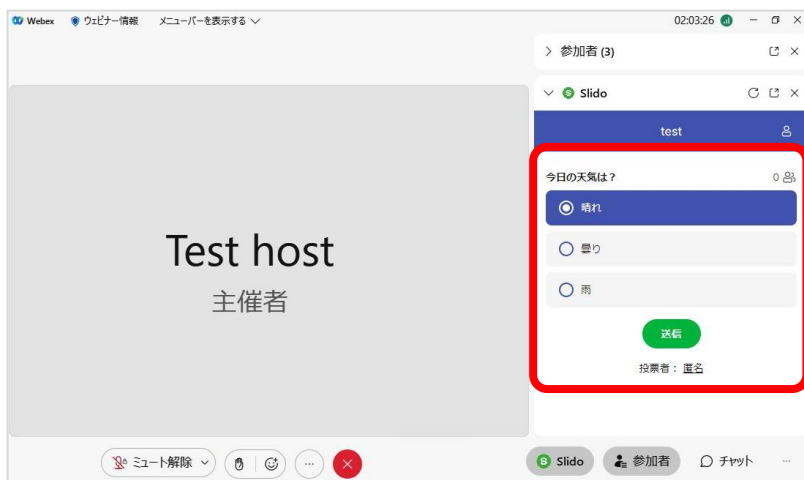 Webex ウェビナー情報 メニューバーを表示する 02:03:26
参加者 (3)
Slido
test
今日の天気は？ 0
晴れ
曇り
雨
送信
投票者： 匿名
Test host
主催者
ミュート解除
Slido 参加者 チャット